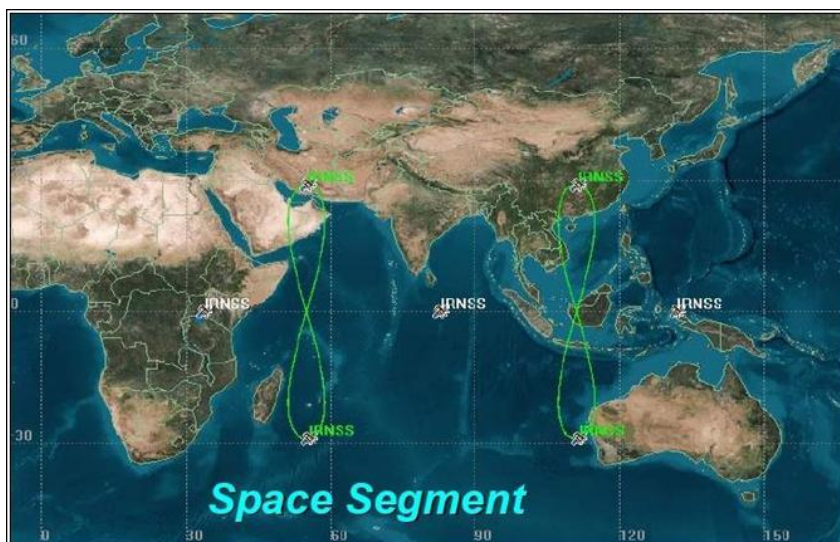 60
IRNSS IRNSS
0 IRNSS IRNSS IRNSS
IRNSS IRNSS
-30
Space Segment
0 30 60 90 120 150